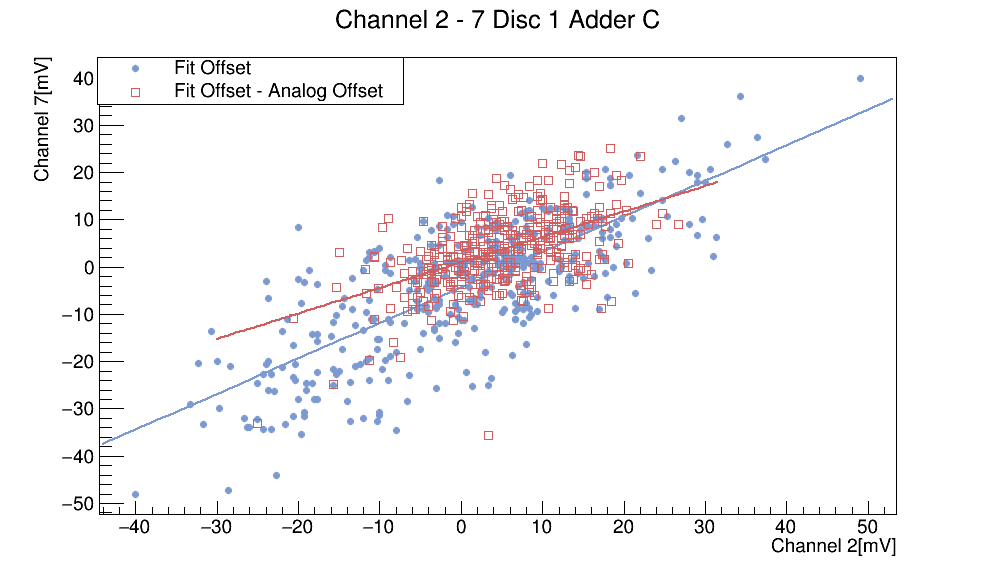 Channel 2 - 7 Disc 1 Adder C
Channel 7[mV]
Fit Offset
Fit Offset - Analog Offset
40
30
20
10
0
−10
−20
−30
−40
−50
−40 −30 −20 −10 0 10 20 30 40 50
Channel 2[mV]